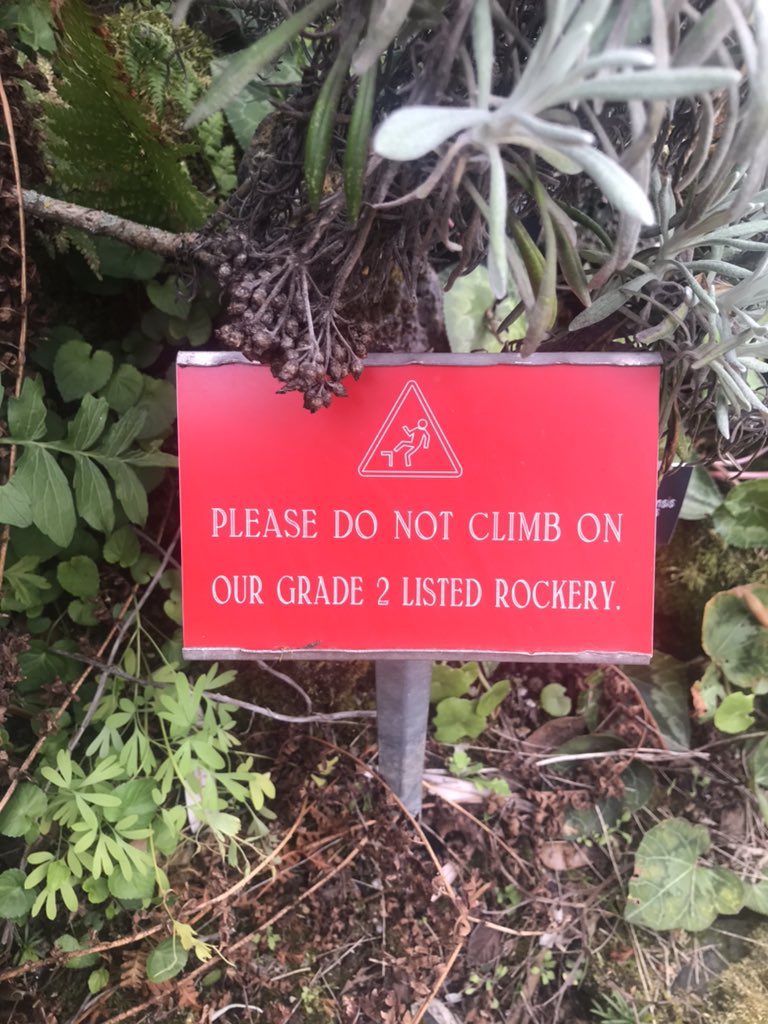 PLEASE DO NOT CLIMB ON
OUR GRADE 2 LISTED ROCKERY.